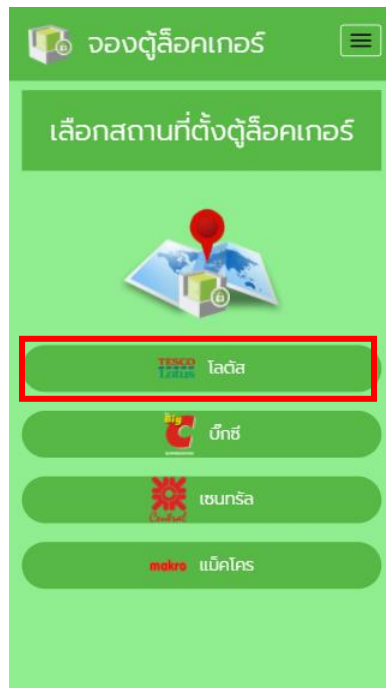 จองตู้ล็อคเกอร์
เลือกสถานที่ตั้งตู้ล็อคเกอร์
TESCO Lotus โลตัส
Big C บิ๊กซี
Central เซนทรัล
makro แม็คโคร